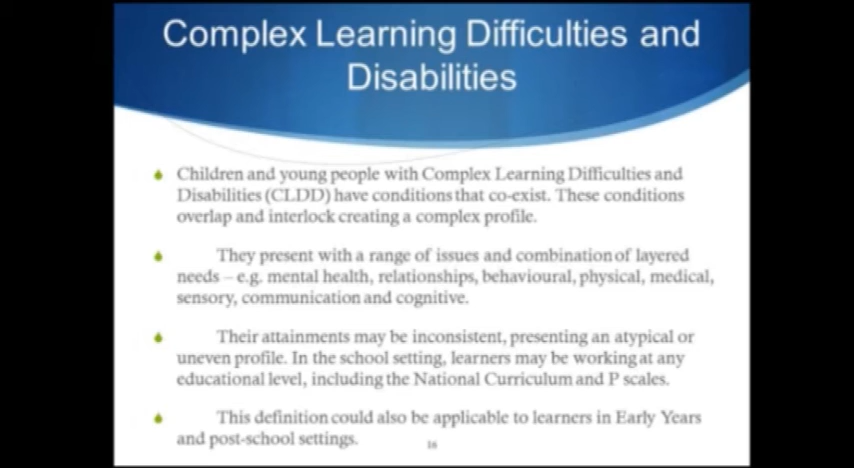 Complex Learning Difficulties and
Disabilities
Children and young people with Complex Learning Difficulties and
Disabilities (CLDD) have conditions that co-exist. These conditions
overlap and interlock creating a complex profile.
They present with a range of issues and combination of layered
needs – e.g. mental health, relationships, behavioural, physical, medical,
sensory, communication and cognitive.
Their attainments may be inconsistent, presenting an atypical or
uneven profile. In the school setting, learners may be working at any
educational level, including the National Curriculum and P scales.
This definition could also be applicable to learners in Early Years
and post-school settings.
16